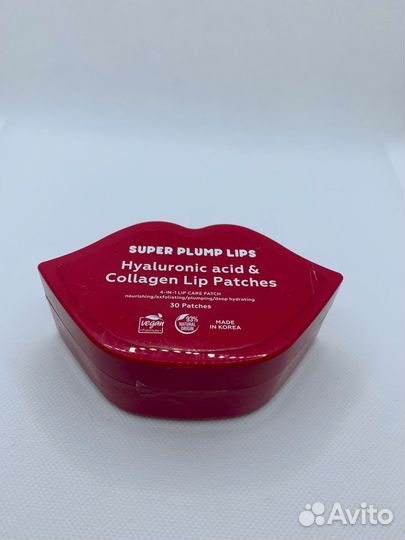 SUPER PLUMP LIPS
Hyaluronic acid &
Collagen Lip Patches
4-IN-1 LIP CARE PATCH
nourishing/exfoliating/plumping/deep hydrating
30 Patches
vegan
Formula
93%
NATURAL
ORIGIN
MADE
IN KOREA
Avito